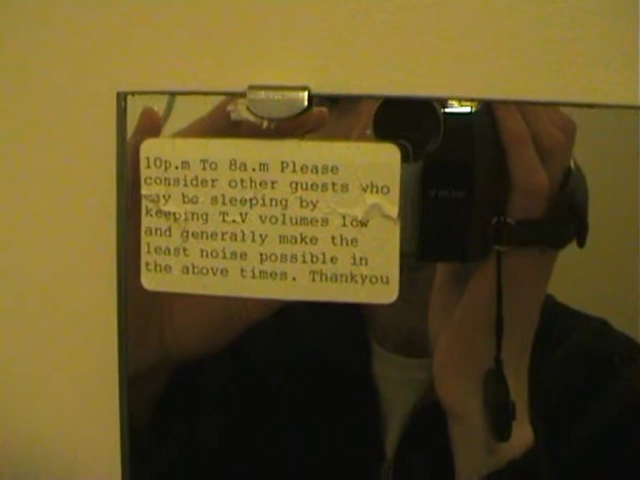 10p.m To 8a.m Please
consider other guests who
may be sleeping by
keeping T.V volumes low
and generally make the
least noise possible in
the above times. Thankyou